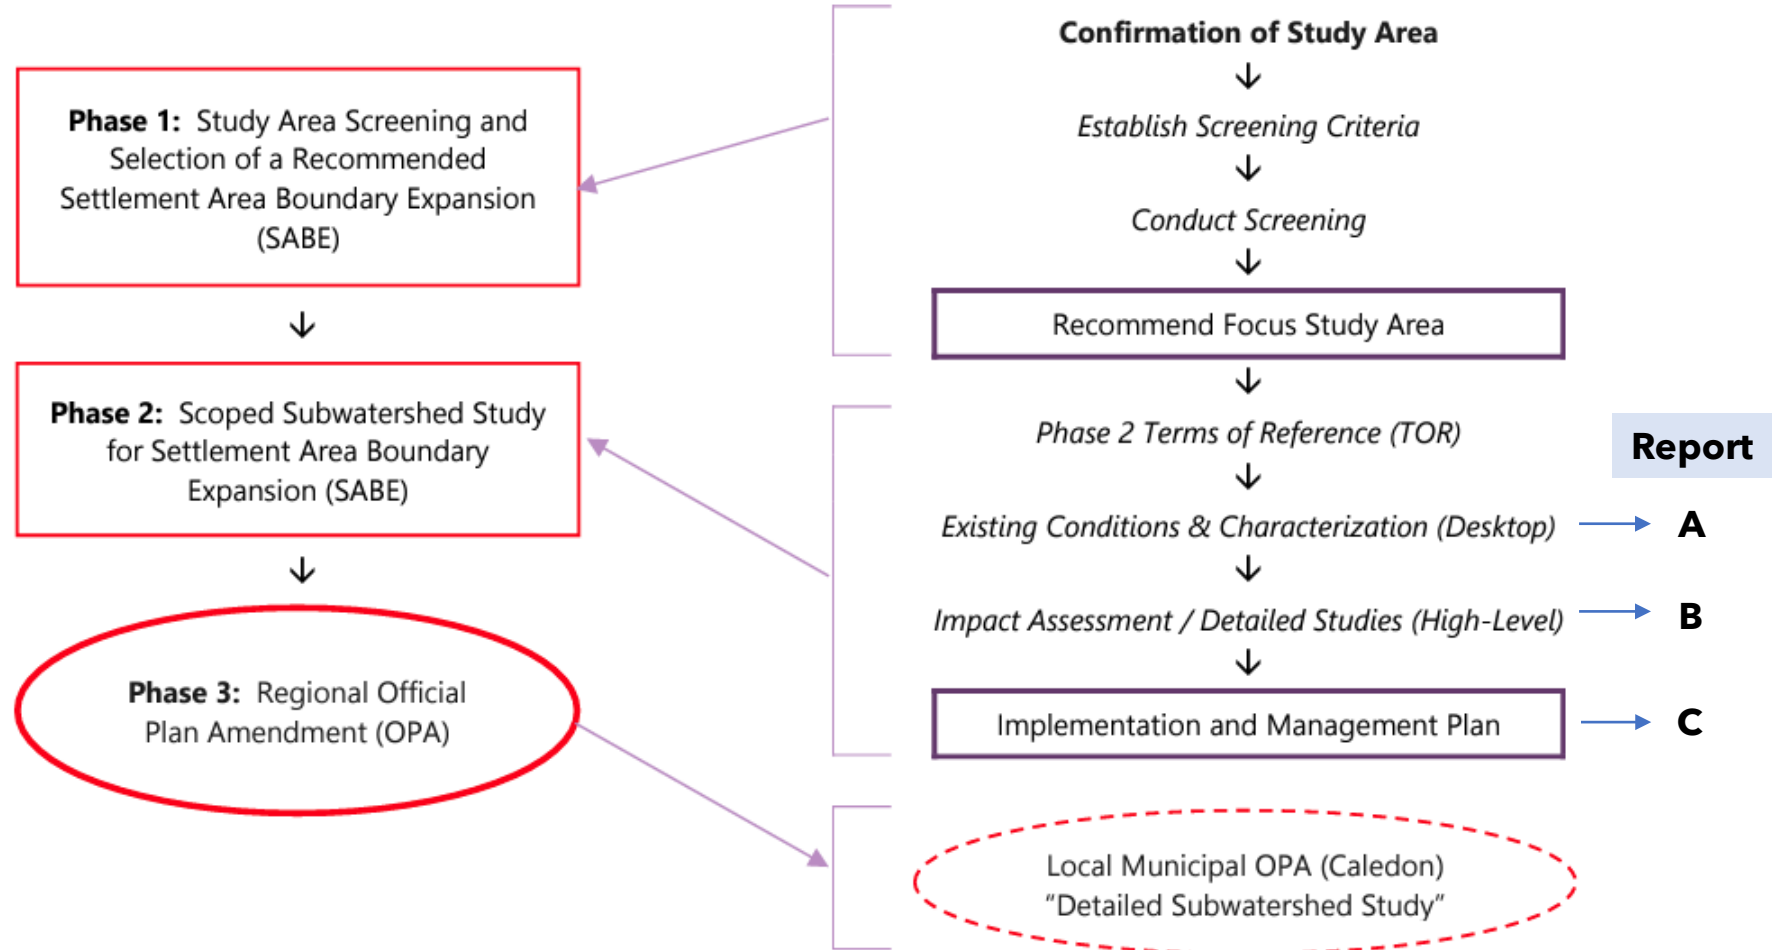 Phase 1: Study Area Screening and
Selection of a Recommended
Settlement Area Boundary Expansion
(SABE)
Phase 2: Scoped Subwatershed Study
for Settlement Area Boundary
Expansion (SABE)
Phase 3: Regional Official
Plan Amendment (OPA)
Confirmation of Study Area
Establish Screening Criteria
Conduct Screening
Recommend Focus Study Area
Phase 2 Terms of Reference (TOR)
Existing Conditions & Characterization (Desktop)
Impact Assessment / Detailed Studies (High-Level)
Implementation and Management Plan
Local Municipal OPA (Caledon)
"Detailed Subwatershed Study"
Report
A
B
C